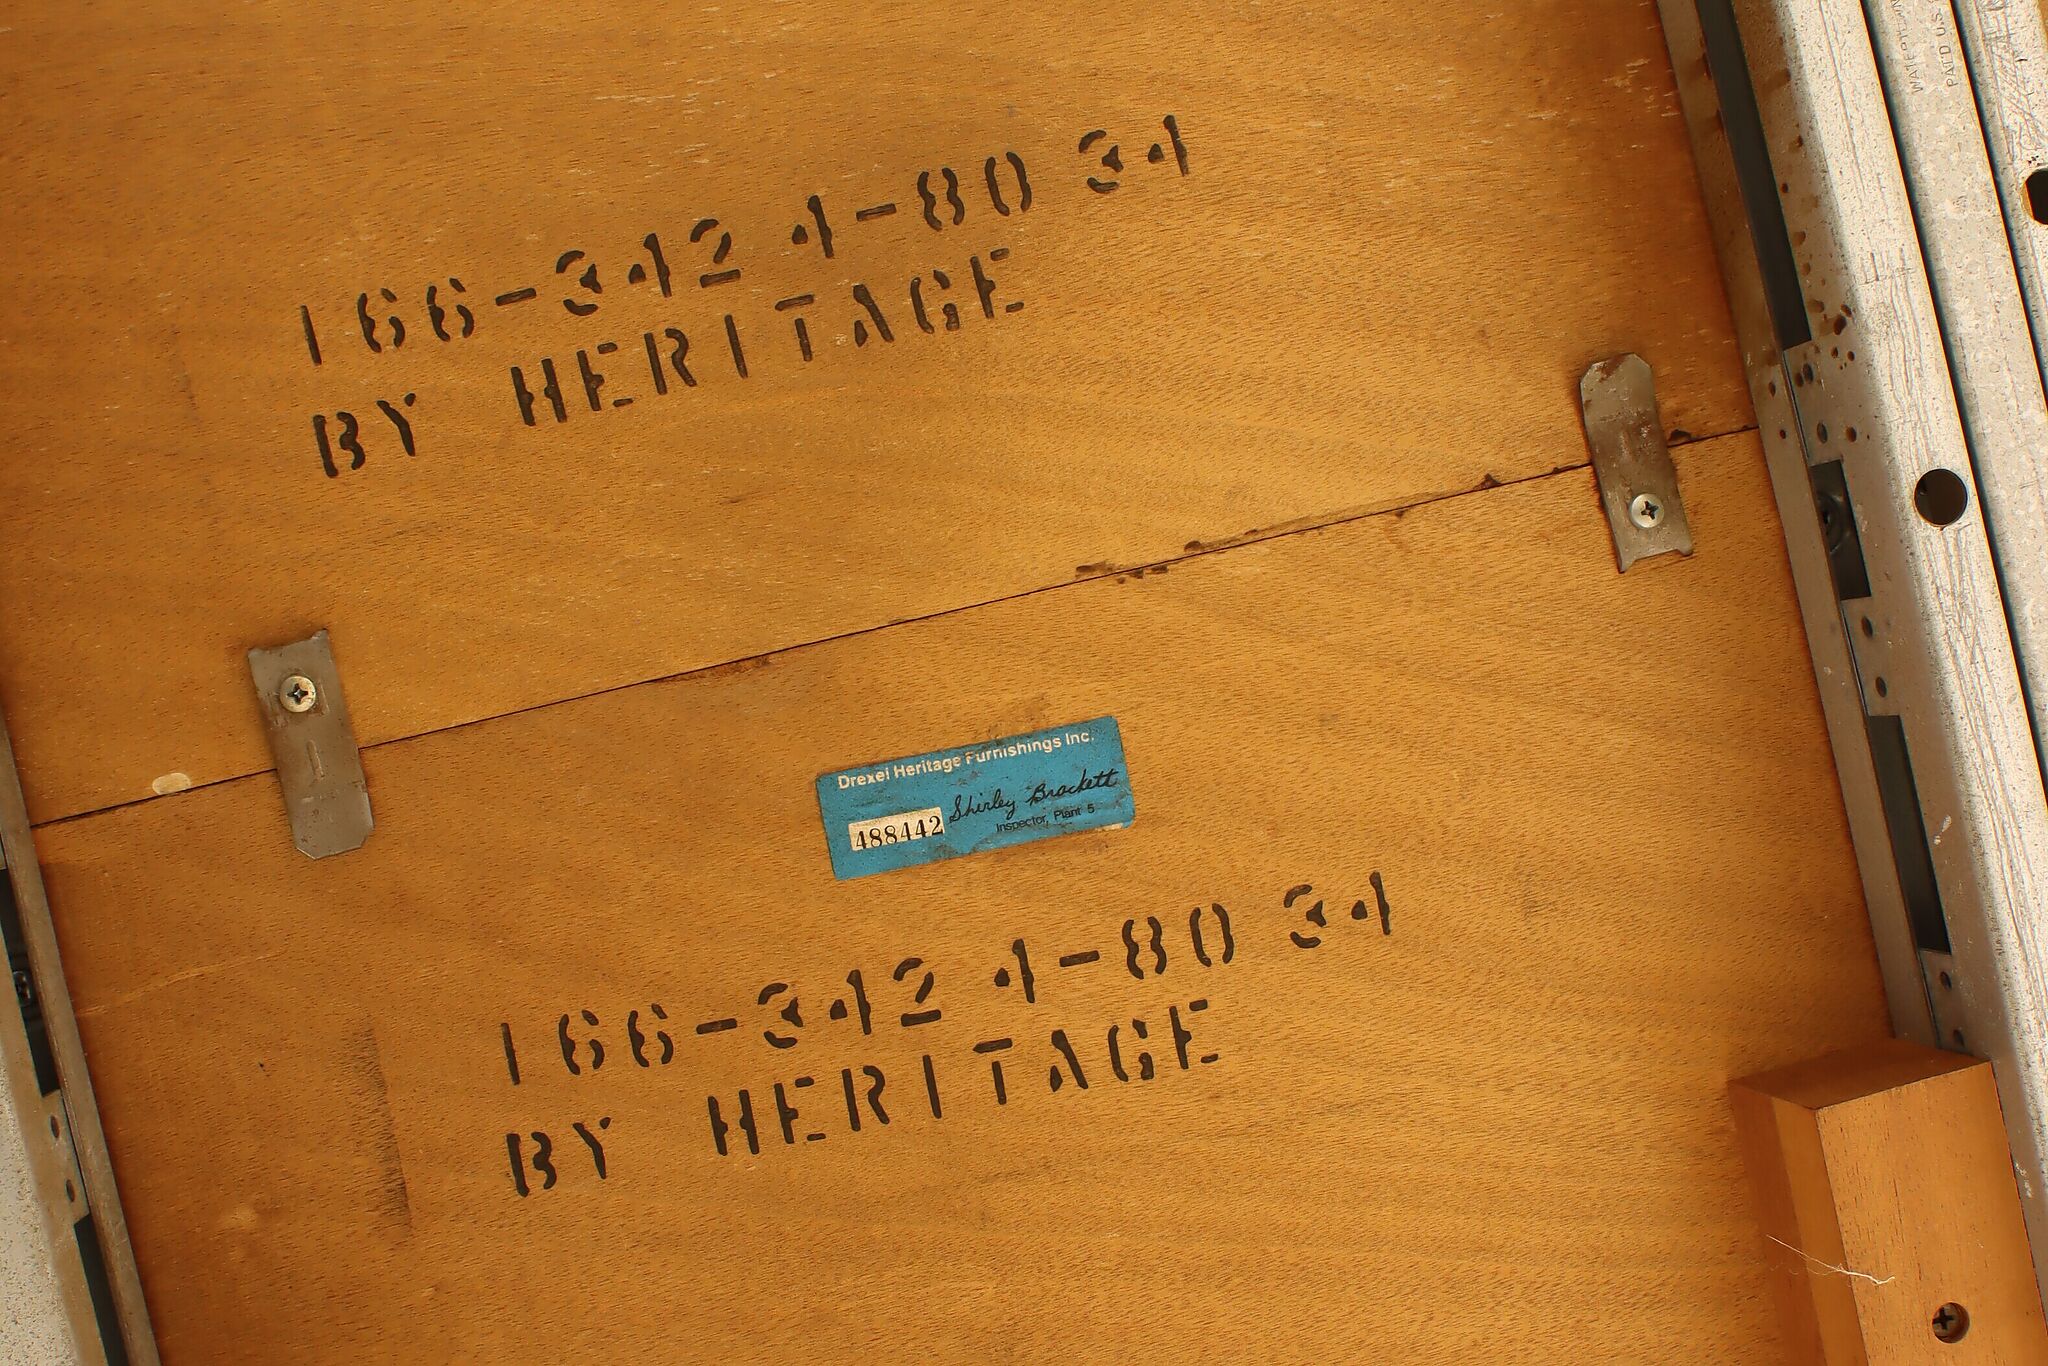 166-342 4-80 34
BY HERITAGE
Drexel Heritage Furnishings Inc.
488442 Shirley Brackett
Inspector, Plant 5
166-342 4-80 34
BY HERITAGE
PAT'D U.S.